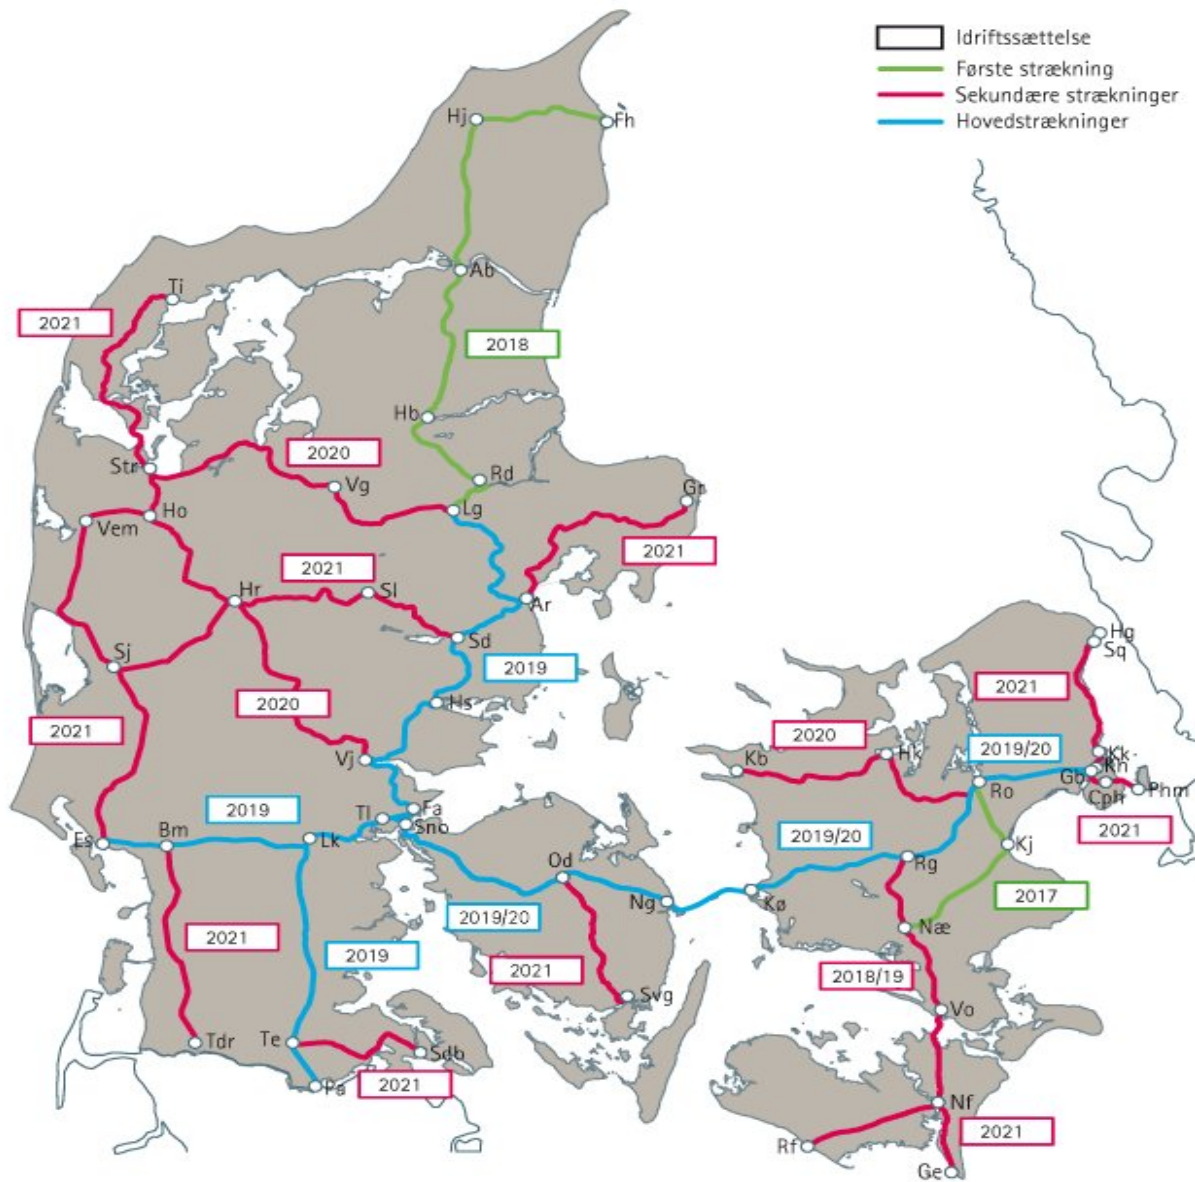 Idriftssættelse
Første strækning
Sekundære strækninger
Hovedstrækninger
Hj
Fh
Ab
Ti
2021
2018
Hb
2020
Str
Vg
Rd
Lg
Gr
Vem
Ho
2021
2021
Hr
Sl
Ar
Sd
Sj
2019
2020
2021
Hs
Vj
Hg
Sq
2021
2020
2019/20
Kb
Hk
Kk
Kh
Gb
Ro
Cph
Phm
2021
Fa
Tl
Sno
2019
Es
Bm
Lk
2019/20
Kj
Rg
Od
Ng
Kø
2017
2019/20
Næ
2021
2019
2021
2018/19
Svg
Vo
Tdr
Te
Sdb
2021
Pa
Nf
2021
Rf
Ge